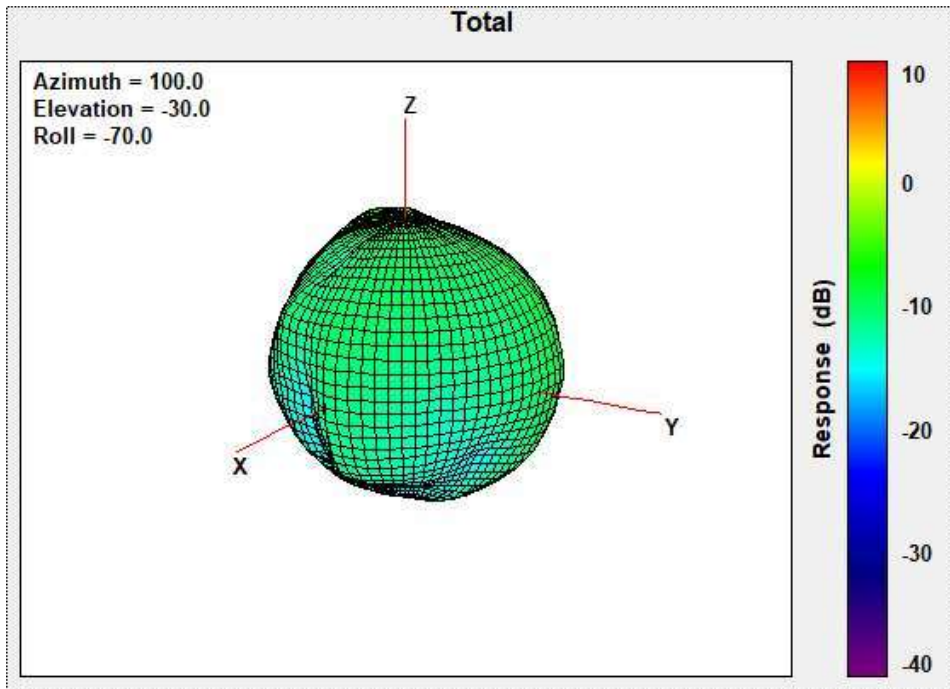 Total
Azimuth = 100.0
Elevation = -30.0
Roll = -70.0
Z
Y
X
10
0
-10
-20
-30
-40
Response (dB)